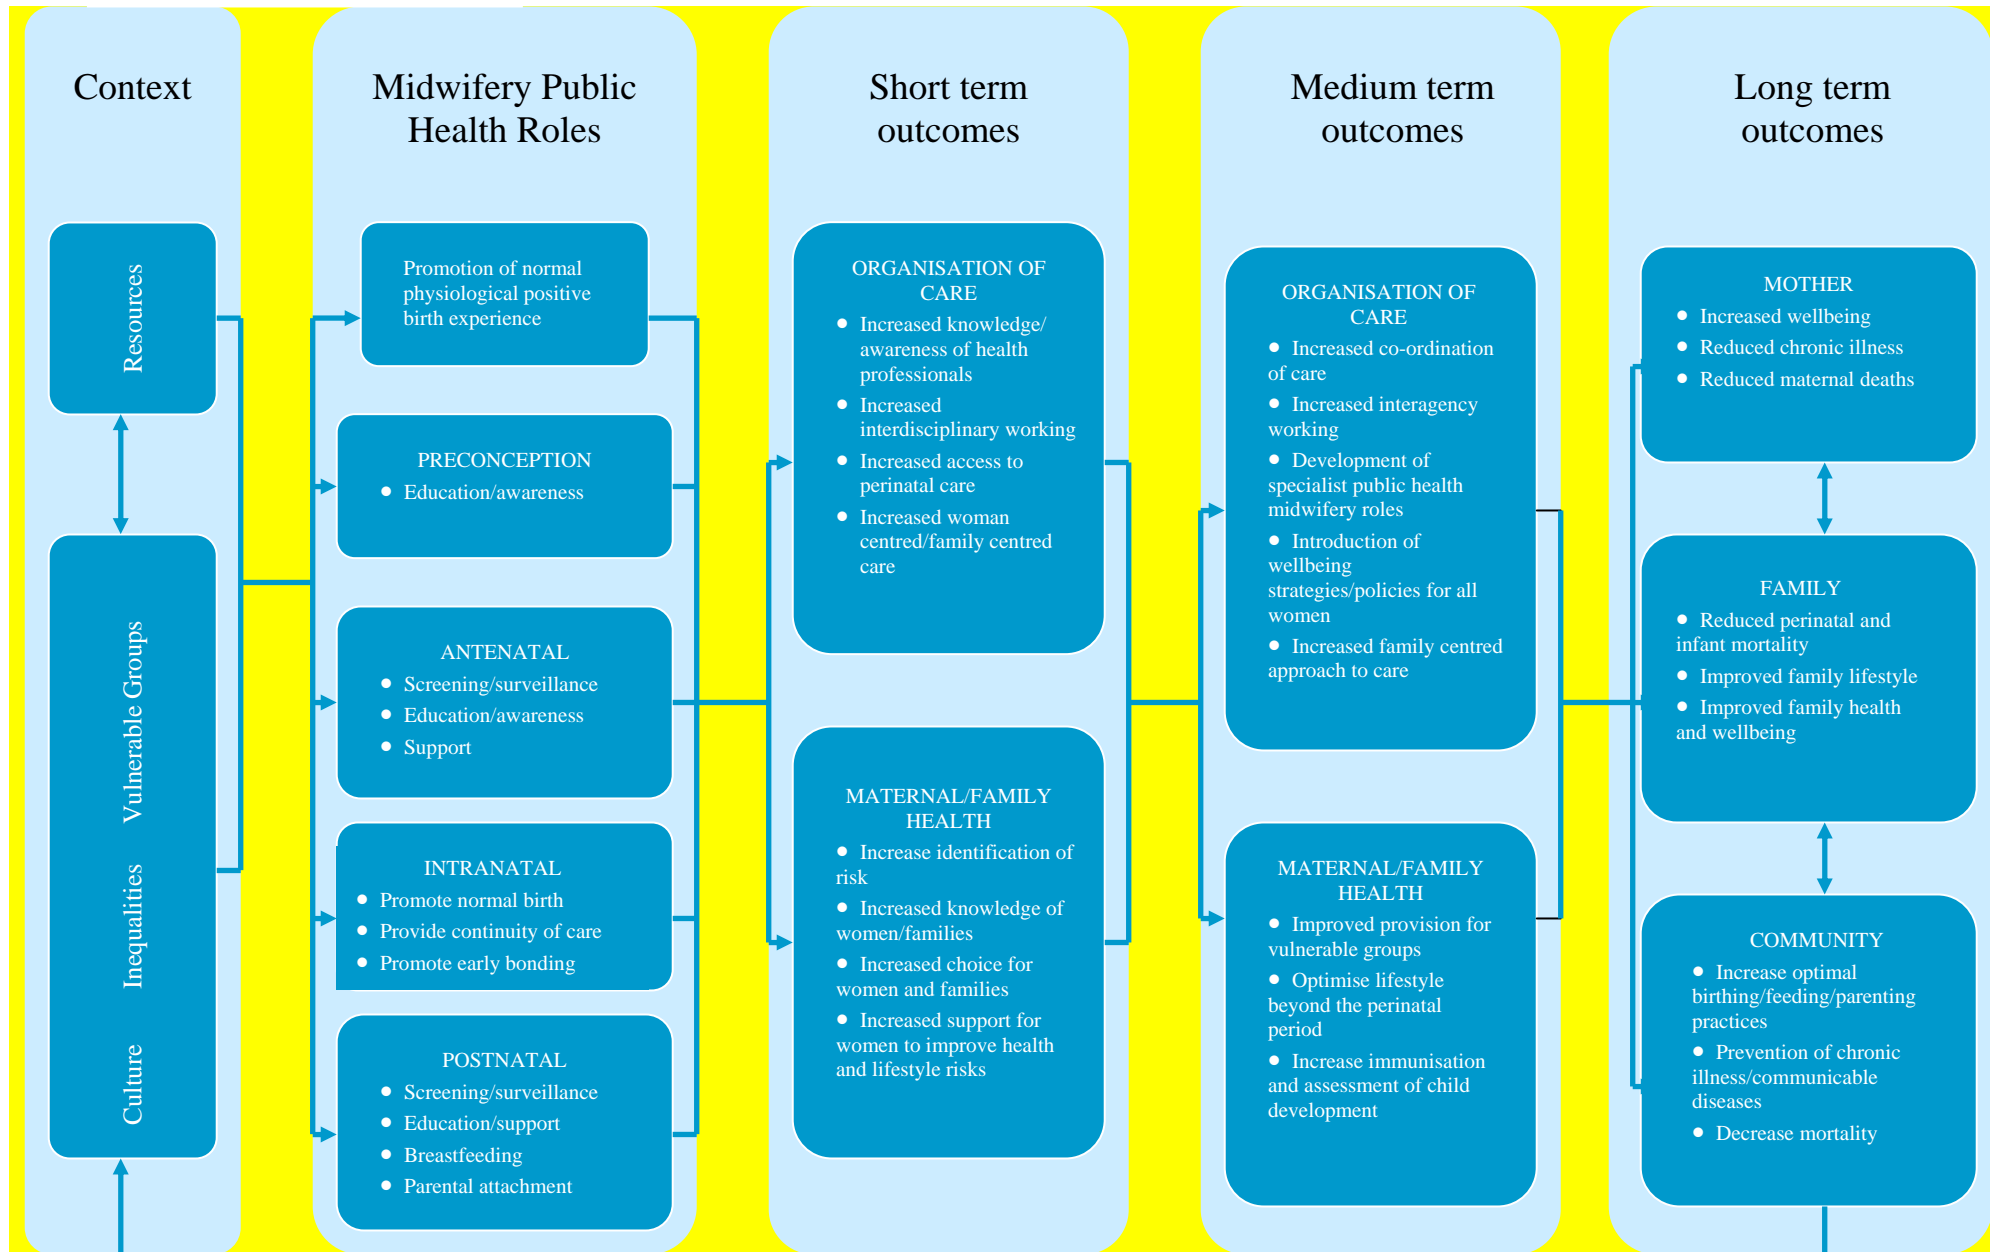 Context
Resources
Vulnerable Groups
Inequalities
Culture
Midwifery Public
Health Roles
Promotion of normal
physiological positive
birth experience
PRECONCEPTION
● Education/awareness
ANTENATAL
● Screening/surveillance
● Education/awareness
● Support
INTRANATAL
● Promote normal birth
● Provide continuity of care
● Promote early bonding
POSTNATAL
● Screening/surveillance
● Education/support
● Breastfeeding
● Parental attachment
Short term
outcomes
ORGANISATION OF
CARE
● Increased knowledge/
awareness of health
professionals
● Increased
interdisciplinary working
● Increased access to
perinatal care
● Increased woman
centred/family centred
care
MATERNAL/FAMILY
HEALTH
● Increase identification of
risk
● Increased knowledge of
women/families
● Increased choice for
women and families
● Increased support for
women to improve health
and lifestyle risks
Medium term
outcomes
ORGANISATION OF
CARE
● Increased co-ordination
of care
● Increased interagency
working
● Development of
specialist public health
midwifery roles
● Introduction of
wellbeing
strategies/policies for all
women
● Increased family centred
approach to care
MATERNAL/FAMILY
HEALTH
● Improved provision for
vulnerable groups
● Optimise lifestyle
beyond the perinatal
period
● Increase immunisation
and assessment of child
development
Long term
outcomes
MOTHER
● Increased wellbeing
● Reduced chronic illness
● Reduced maternal deaths
FAMILY
● Reduced perinatal and
infant mortality
● Improved family lifestyle
● Improved family health
and wellbeing
COMMUNITY
● Increase optimal
birthing/feeding/parenting
practices
● Prevention of chronic
illness/communicable
diseases
● Decrease mortality